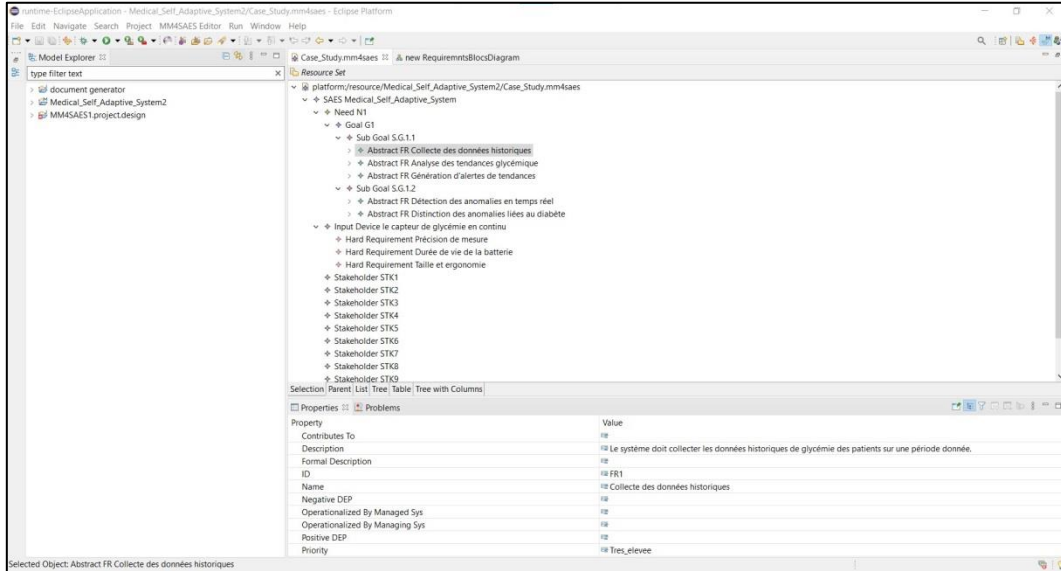 runtime-EclipseApplication - Medical_Self_Adaptive_System2/Case_Study.mm4saes - Eclipse Platform
File Edit Navigate Search Project MM4SAES Editor Run Window Help
Model Explorer
Case_Study.mm4saes
new RequiremntsBlocsDiagram
type filter text
Resource Set
document generator
Medical_Self_Adaptive_System2
MM4SAES1.project.design
platform:/resource/Medical_Self_Adaptive_System2/Case_Study.mm4saes
SAES Medical_Self_Adaptive_System
Need N1
Goal G1
Sub Goal S.G.1.1
Abstract FR Collecte des données historiques
Abstract FR Analyse des tendances glycémique
Abstract FR Génération d'alertes de tendances
Sub Goal S.G.1.2
Abstract FR Détection des anomalies en temps réel
Abstract FR Distinction des anomalies liées au diabète
Input Device le capteur de glycémie en continu
Hard Requirement Précision de mesure
Hard Requirement Durée de vie de la batterie
Hard Requirement Taille et ergonomie
Stakeholder STK1
Stakeholder STK2
Stakeholder STK3
Stakeholder STK4
Stakeholder STK5
Stakeholder STK6
Stakeholder STK7
Stakeholder STK8
Stakeholder STK9
Selection Parent List Tree Table Tree with Columns
Properties Problems
Property Value
Contributes To
Description Le système doit collecter les données historiques de glycémie des patients sur une période donnée.
Formal Description
ID FR1
Name Collecte des données historiques
Negative DEP
Operationalized By Managed Sys
Operationalized By Managing Sys
Positive DEP
Priority Tres_elevee
Selected Object: Abstract FR Collecte des données historiques